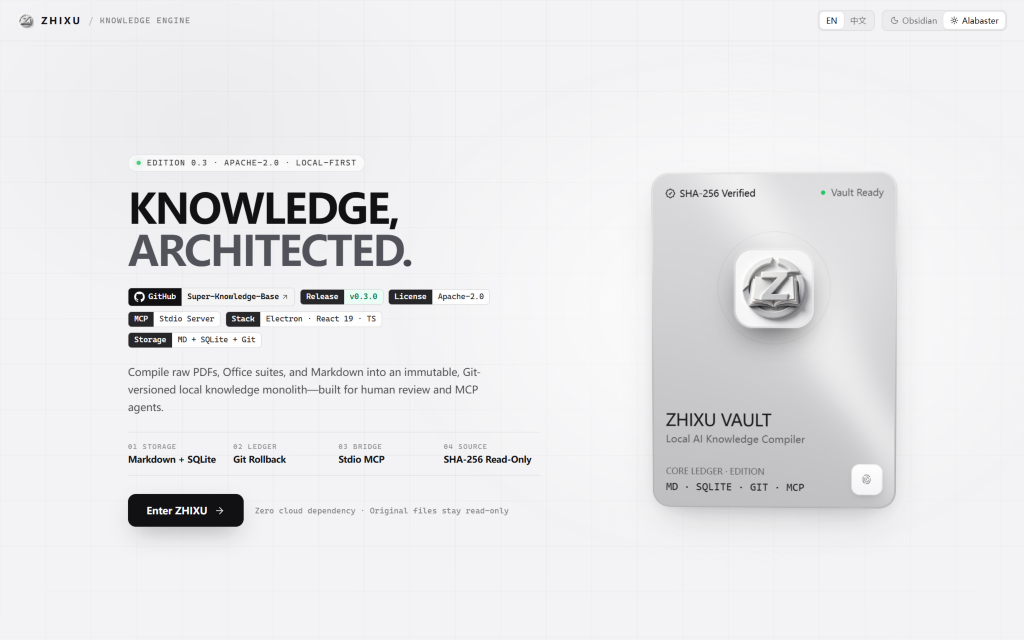 ZHIXU / KNOWLEDGE ENGINE
EN 中文
Obsidian Alabaster
EDITION 0.3 · APACHE-2.0 · LOCAL-FIRST
KNOWLEDGE,
ARCHITECTED.
GitHub Super-Knowledge-Base ↗ Release v0.3.0 License Apache-2.0
MCP Stdio Server Stack Electron · React 19 · TS
Storage MD + SQLite + Git
Compile raw PDFs, Office suites, and Markdown into an immutable, Git-
versioned local knowledge monolith—built for human review and MCP
agents.
01 STORAGE 02 LEDGER 03 BRIDGE 04 SOURCE
Markdown + SQLite Git Rollback Stdio MCP SHA-256 Read-Only
Enter ZHIXU →
Zero cloud dependency · Original files stay read-only
SHA-256 Verified Vault Ready
Z
ZHIXU VAULT
Local AI Knowledge Compiler
CORE LEDGER · EDITION
MD · SQLITE · GIT · MCP